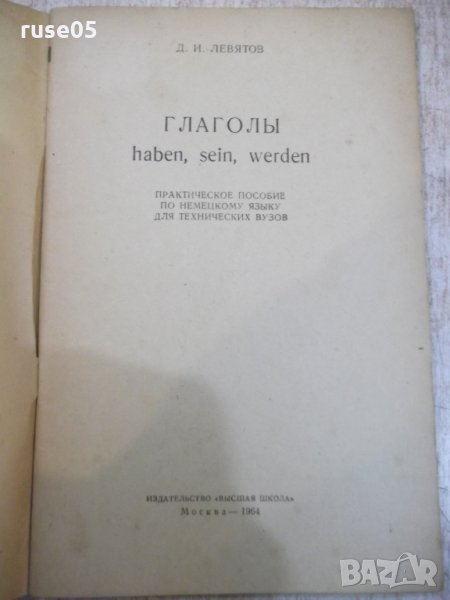 ruse05
Д. И. ЛЕВЯТОВ
ГЛАГОЛЫ
haben, sein, werden
ПРАКТИЧЕСКОЕ ПОСОБИЕ
ПО НЕМЕЦКОМУ ЯЗЫКУ
ДЛЯ ТЕХНИЧЕСКИХ ВУЗОВ
ИЗДАТЕЛЬСТВО «ВЫСШАЯ ШКОЛА»
Москва — 1964
BAZAR